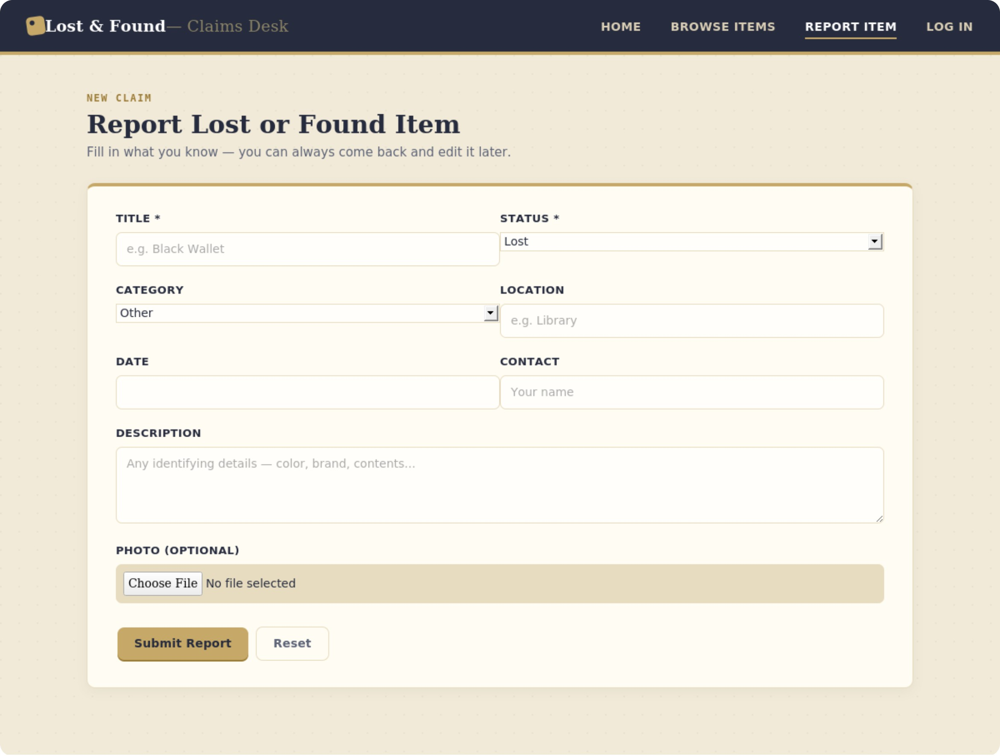 Lost & Found— Claims Desk
HOME BROWSE ITEMS REPORT ITEM LOG IN
NEW CLAIM
Report Lost or Found Item
Fill in what you know — you can always come back and edit it later.
TITLE * STATUS *
e.g. Black Wallet Lost
CATEGORY LOCATION
Other e.g. Library
DATE CONTACT
Your name
DESCRIPTION
Any identifying details — color, brand, contents...
PHOTO (OPTIONAL)
Choose File No file selected
Submit Report Reset